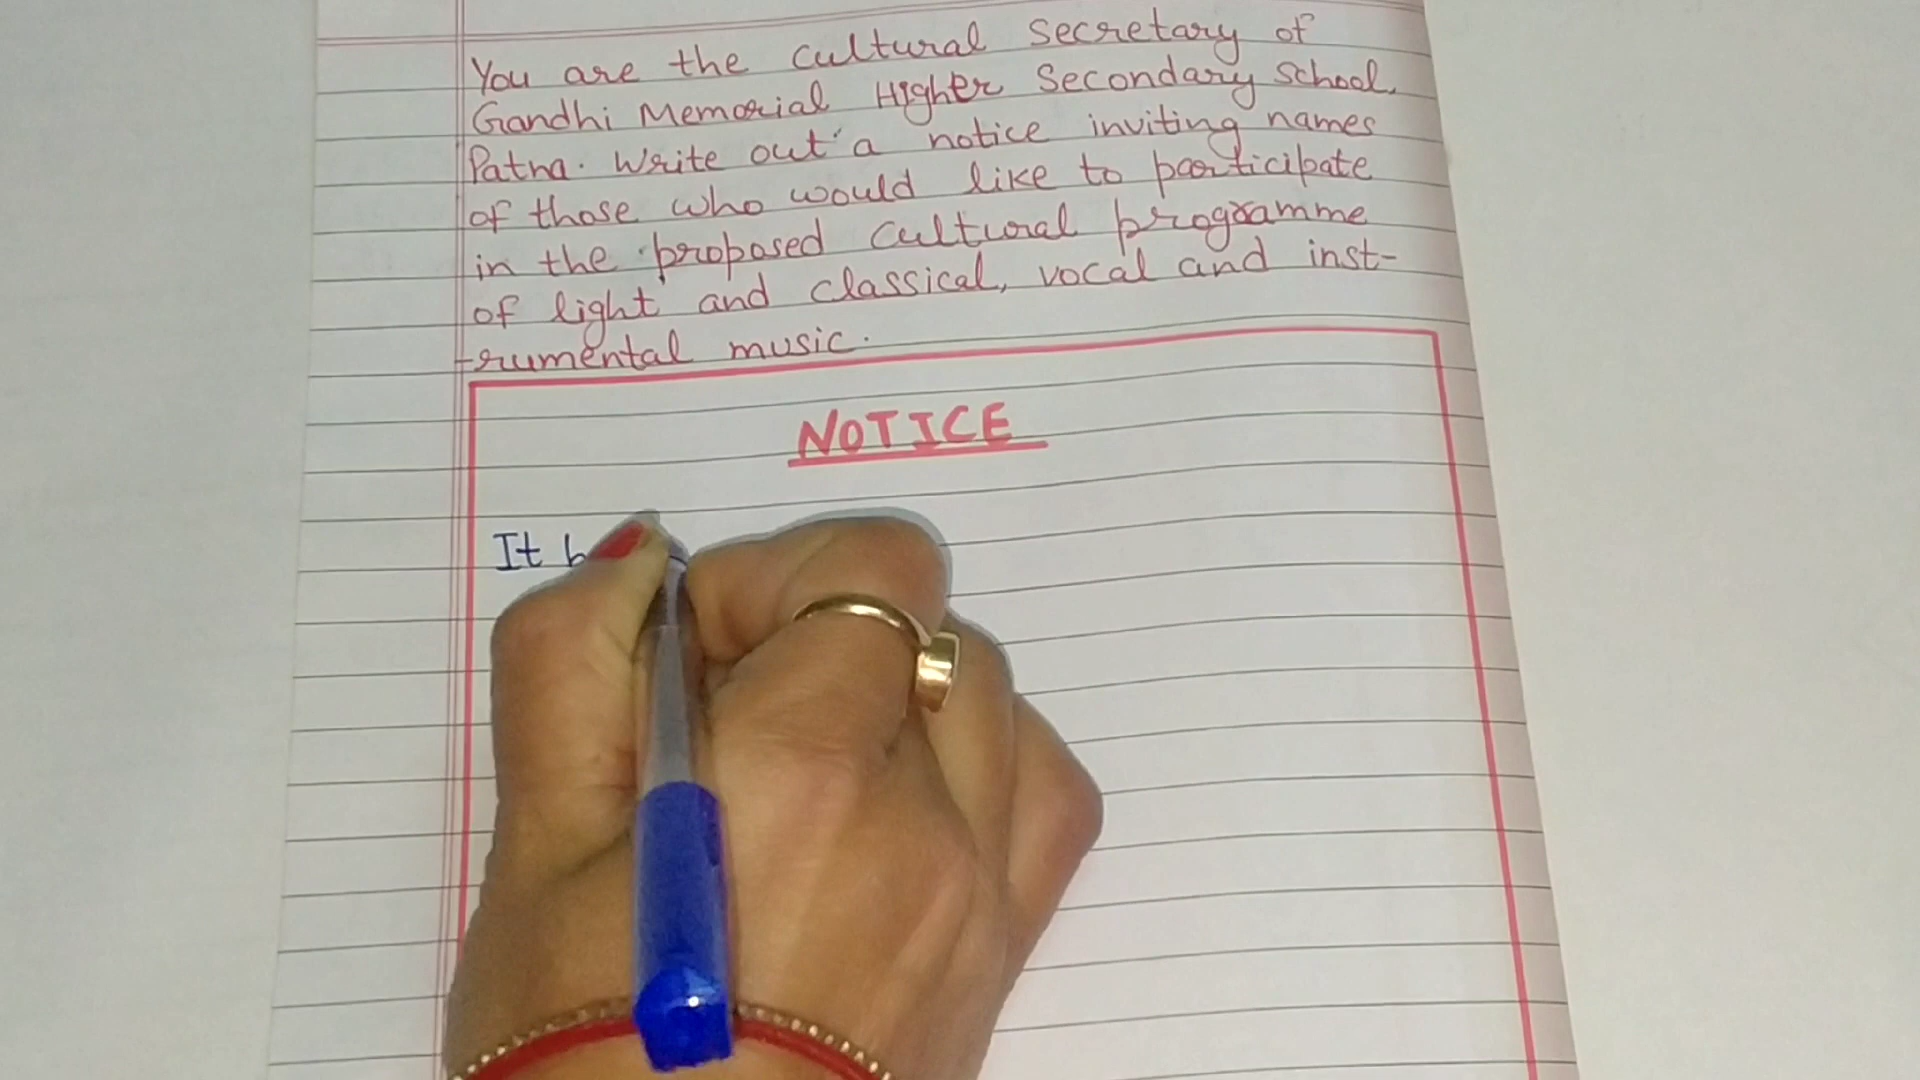 You are the cultural secretary of
Gandhi Memorial Higher Secondary School,
Patna. Write out a notice inviting names
of those who would like to participate
in the proposed cultural programme
of light and classical, vocal and inst-
-rumental music.
NOTICE
It